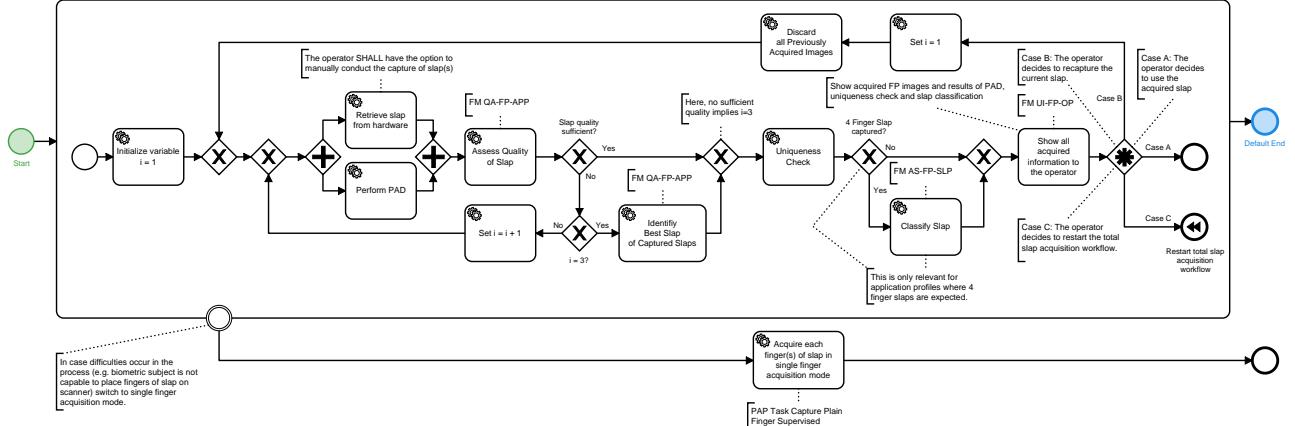 Discard
all Previously
Acquired Images
Set i = 1
The operator SHALL have the option to
manually conduct the capture of slap(s)
Case B: The operator
decides to recapture the
current slap.
Case A: The
operator decides
to use the
acquired slap
Show acquired FP images and results of PAD,
uniqueness check and slap classification
Case B
FM QA-FP-APP
Here, no sufficient
quality implies i=3
FM UI-FP-OP
Retrieve slap
from hardware
Slap quality
sufficient?
4 Finger Slap
captured?
Start
Initialize variable
i = 1
Assess Quality
of Slap
Yes
Uniqueness
Check
No
Show all
acquired
information to
the operator
Case A
Default End
No
FM QA-FP-APP
FM AS-FP-SLP
Perform PAD
Yes
Set i = i + 1
No
Yes
i = 3?
Identifiy
Best Slap
of Captured Slaps
Classify Slap
Case C: The operator
decides to restart the total
slap acquisition workflow.
Case C
Restart total slap
acquisition
workflow
This is only relevant for
application profiles where 4
finger slaps are expected.
In case difficulties occur in the
process (e.g. biometric subject is not
capable to place fingers of slap on
scanner) switch to single finger
acquisition mode.
Acquire each
finger(s) of slap in
single finger
acquisition mode
PAP Task Capture Plain
Finger Supervised